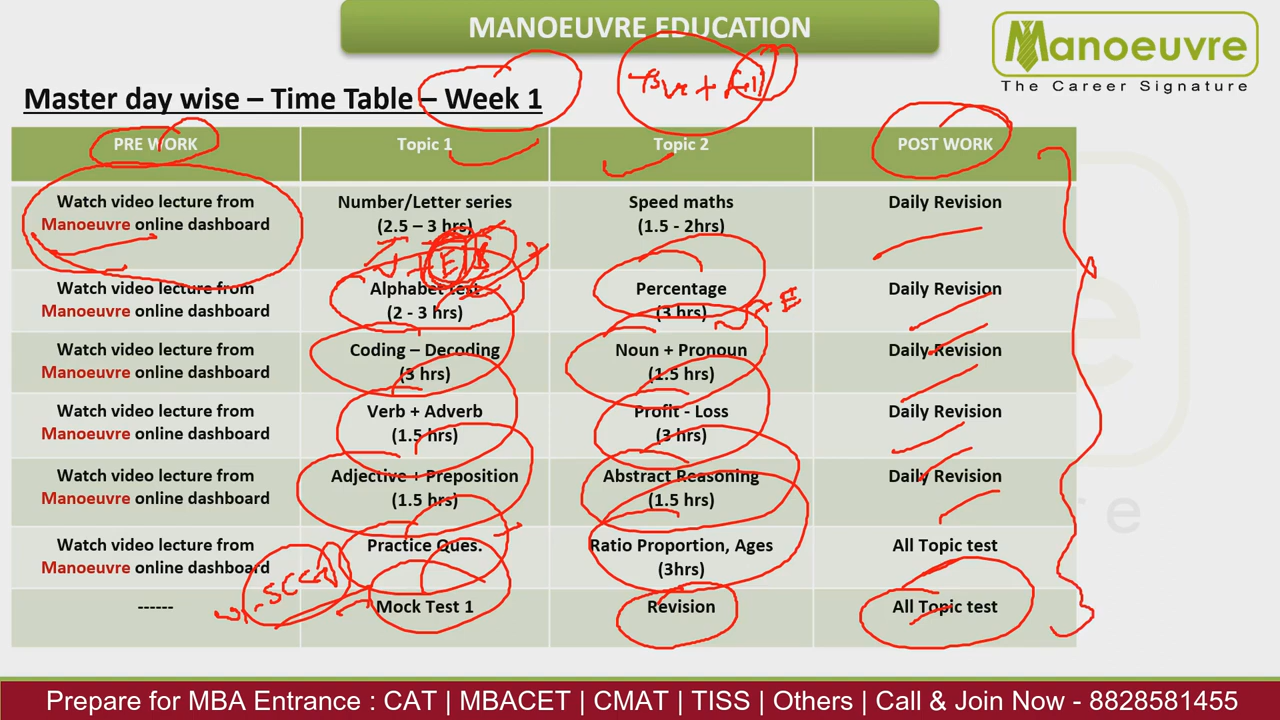 MANOEUVRE EDUCATION
Manoeuvre
The Career Signature
Master day wise – Time Table – Week 1
PRE WORK Topic 1 Topic 2 POST WORK
Watch video lecture from Number/Letter series Speed maths Daily Revision
Manoeuvre online dashboard (2.5 – 3 hrs) (1.5 - 2hrs)
Watch video lecture from Alphabet test Percentage Daily Revision
Manoeuvre online dashboard (2 - 3 hrs) (3 hrs)
Watch video lecture from Coding – Decoding Noun + Pronoun Daily Revision
Manoeuvre online dashboard (3 hrs) (1.5 hrs)
Watch video lecture from Verb + Adverb Profit - Loss Daily Revision
Manoeuvre online dashboard (1.5 hrs) (3 hrs)
Watch video lecture from Adjective + Preposition Abstract Reasoning Daily Revision
Manoeuvre online dashboard (1.5 hrs) (1.5 hrs)
Watch video lecture from Practice Ques. Ratio Proportion, Ages All Topic test
Manoeuvre online dashboard (3hrs)
------ Mock Test 1 Revision All Topic test
Prepare for MBA Entrance : CAT | MBACET | CMAT | TISS | Others | Call & Join Now - 8828581455